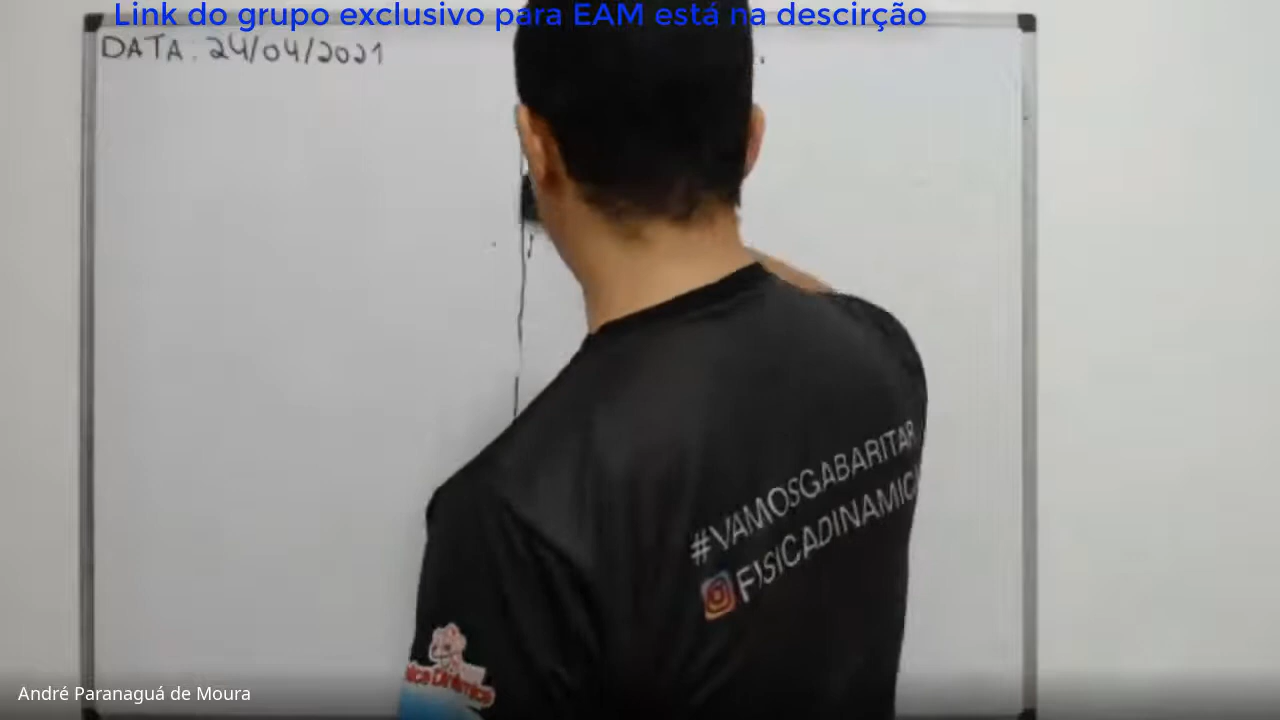 Link do grupo exclusivo para EAM está na descirção
DATA: 24/04/2021
#VAMOSGABARITAR
FISICADINAMICA
André Paranaguá de Moura